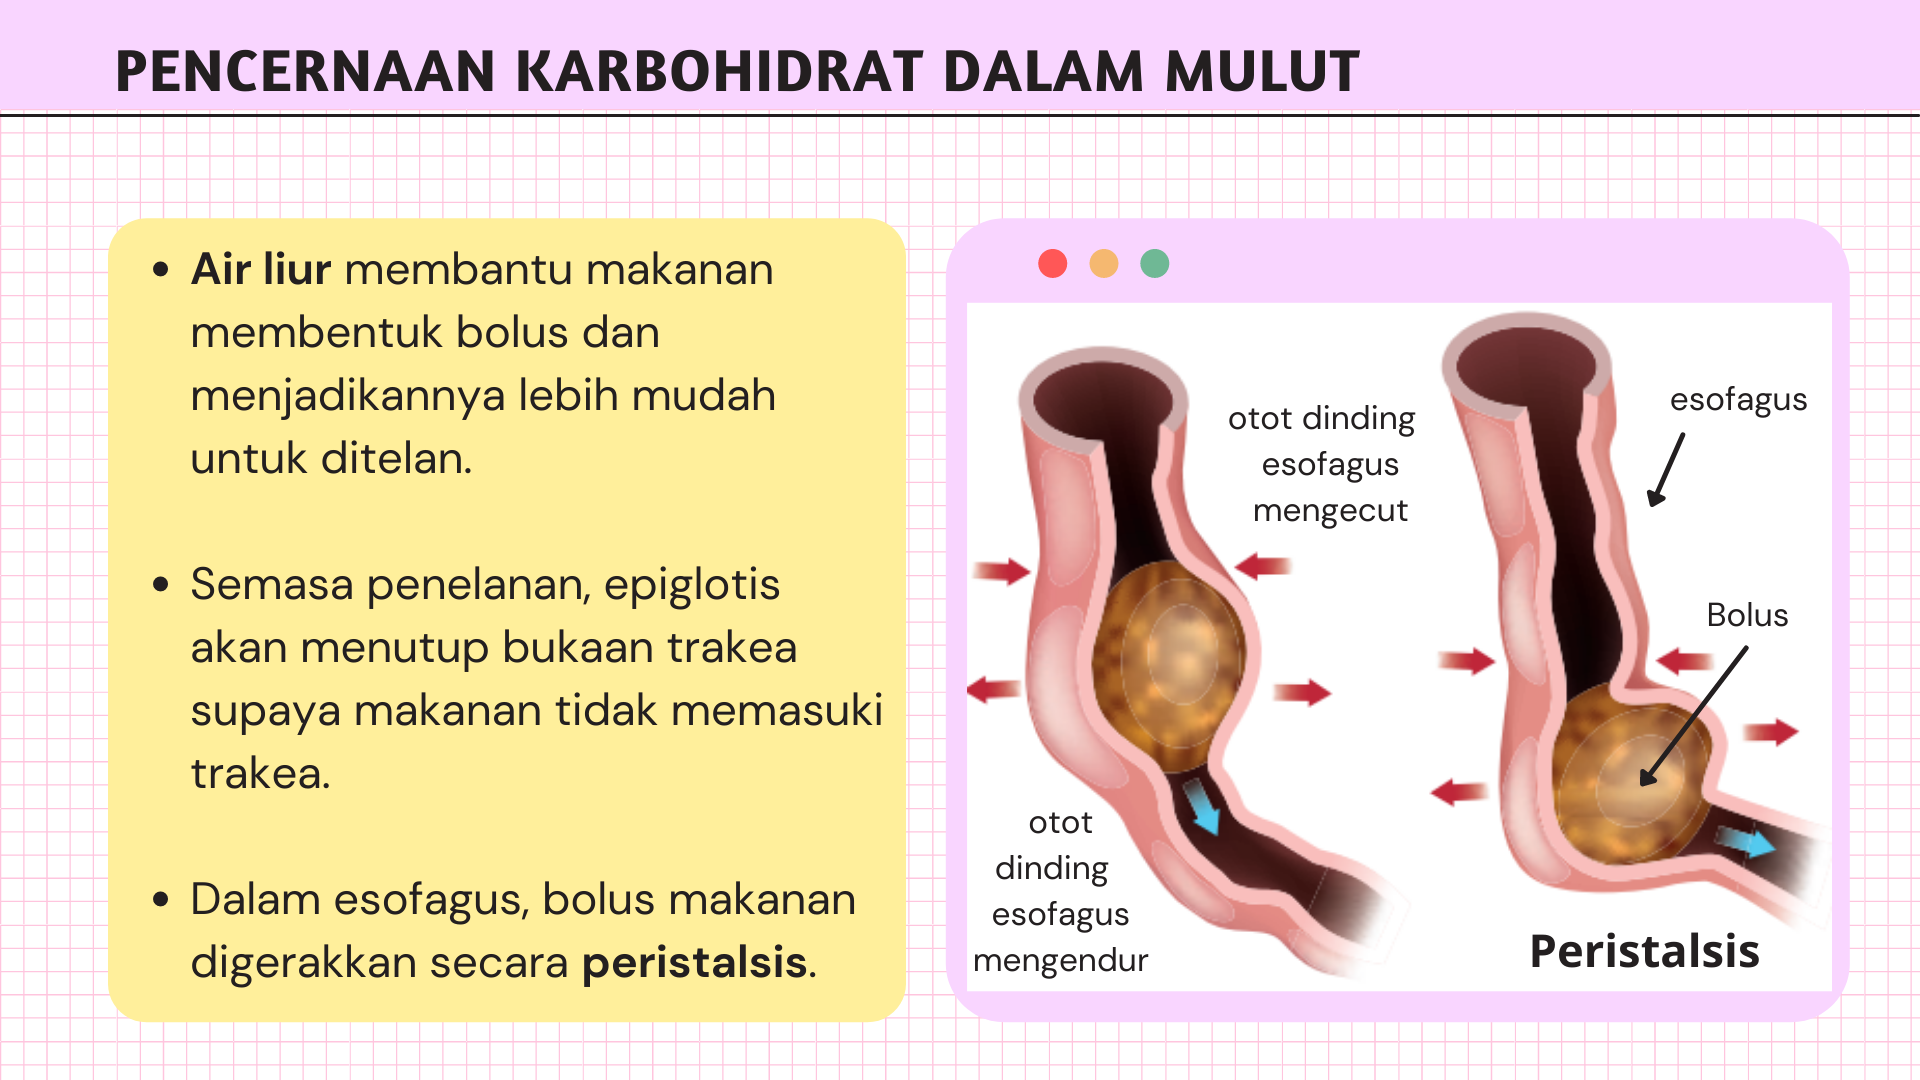 PENCERNAAN KARBOHIDRAT DALAM MULUT
• Air liur membantu makanan
membentuk bolus dan
menjadikannya lebih mudah
untuk ditelan.
• Semasa penelanan, epiglotis
akan menutup bukaan trakea
supaya makanan tidak memasuki
trakea.
• Dalam esofagus, bolus makanan
digerakkan secara peristalsis.
otot dinding
esofagus
mengecut
esofagus
Bolus
otot
dinding
esofagus
mengendur
Peristalsis